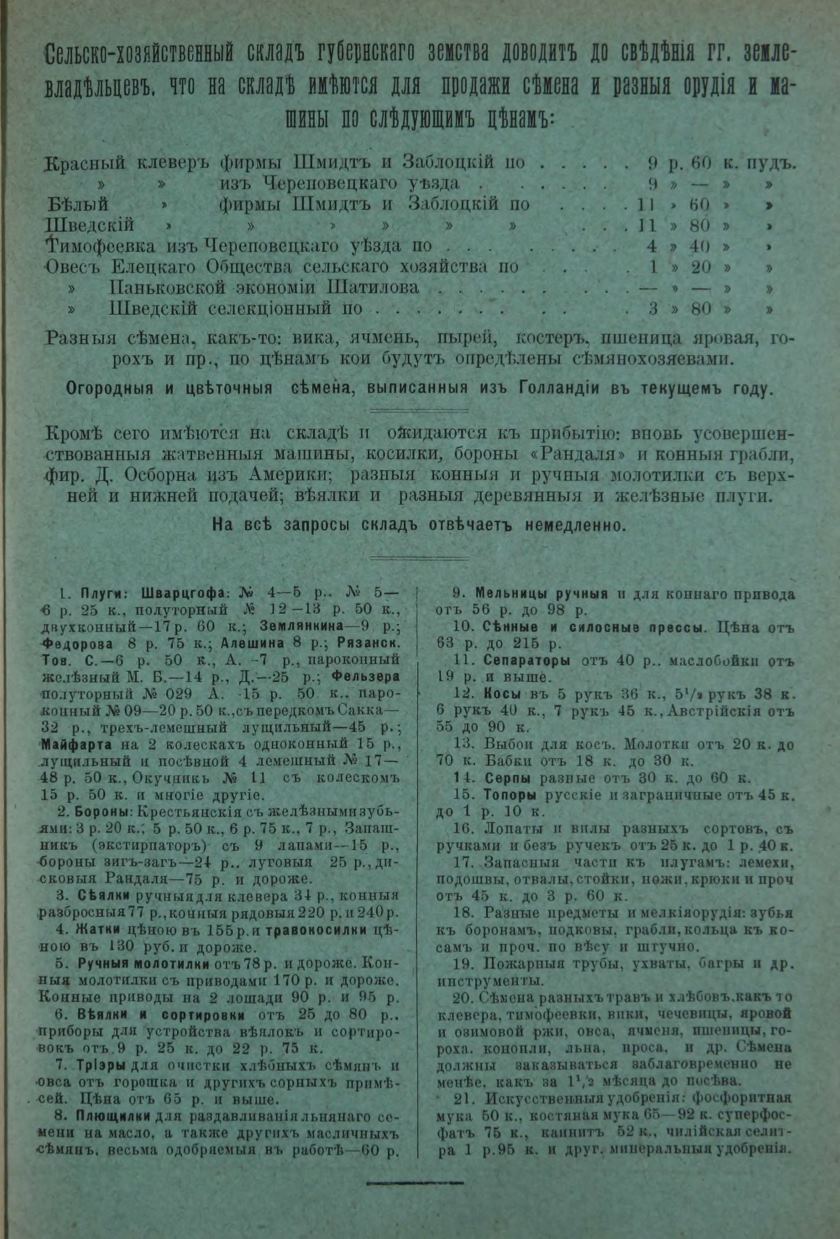 Сельско-хозяйственный складъ губернскаго земства доводитъ до свѣдѣнія гг. земле-
владѣльцевъ, что на складѣ имѣются для продажи сѣмена и разныя орудія и ма-
шины по слѣдующимъ цѣнамъ:
Красный клеверъ фирмы Шмидтъ и Заблоцкій по . . . . . 9 р. 60 к. пудъ.
» » изъ Череповецкаго уѣзда . . . . . . 9 » — » »
Бѣлый » фирмы Шмидтъ и Заблоцкій по . . . . 11 » 60 » »
Шведскій » » » » » » . . . 11 » 80 » »
Тимофеевка изъ Череповецкаго уѣзда по . . . . . . . . 4 » 40 » »
Овесъ Елецкаго Общества сельскаго хозяйства по . . . . 1 » 20 » »
» Паньковской экономіи Шатилова . . . . . . . . . — » — » »
» Шведскій селекціонный по . . . . . . . . . . 3 » 80 » »
Разныя сѣмена, какъ-то: вика, ячмень, пырей, костеръ, пшеница яровая, го-
рохъ и пр., по цѣнамъ кои будутъ опредѣлены сѣмянохозяевами.
Огородныя и цвѣточныя сѣмена, выписанныя изъ Голландіи въ текущемъ году.
Кромѣ сего имѣются на складѣ и ожидаются къ прибытію: вновь усовершен-
ствованныя жатвенныя машины, косилки, бороны «Рандаля» и конныя грабли,
фир. Д. Осборна изъ Америки; разныя конныя и ручныя молотилки съ верх-
ней и нижней подачей; вѣялки и разныя деревянныя и желѣзные плуги.
На всѣ запросы складъ отвѣчаетъ немедленно.
1. Плуги: Шварцгофа: № 4—5 р.. № 5—
6 р. 25 к., полуторный № 12—13 р. 50 к.,
двухконный—17 р. 60 к.; Землянкина—9 р.;
Федорова 8 р. 75 к.; Алешина 8 р.; Рязанск.
Тов. С.—6 р. 50 к., А. -7 р., пароконный
желѣзный М. Б.—14 р., Д.—25 р.; Фельзера
полуторный № 029 А. -15 р. 50 к.. паро-
конный № 09—20 р. 50 к., съ передкомъ Сакка—
32 р., трехъ-лемешный лущильный—45 р.;
Майфарта на 2 колескахъ одноконный 15 р.,
лущильный и посѣвной 4 лемешный № 17—
48 р. 50 к., Окучникъ № 11 съ колескомъ
15 р. 50 к. и многіе другіе.
2. Бороны: Крестьянскія съ желѣзными зубь-
ями: 3 р. 20 к.; 5 р. 50 к., 6 р. 75 к., 7 р., Запаш-
никъ (экстирпаторъ) съ 9 лапами—15 р.,
бороны зигъ-загъ—24 р.. луговыя 25 р., ди-
сковыя Рандаля—75 р. и дороже.
3. Сѣялки ручныя для клевера 34 р., конныя
разбросныя 77 р., конныя рядовыя 220 р. и 240 р.
4. Жатки цѣною въ 155 р. и травокосилки цѣ-
ною въ 130 руб. и дороже.
5. Ручныя молотилки отъ 78 р. и дороже. Кон-
ныя молотилки съ приводами 170 р. и дороже.
Конные приводы на 2 лошади 90 р. и 95 р.
6. Вѣялки и сортировки отъ 25 до 80 р..
приборы для устройства вѣялокъ и сортиро-
вокъ отъ 9 р. 25 к. до 22 р. 75 к.
7. Тріэры для очистки хлѣбныхъ сѣмянъ и
овса отъ горошка и другихъ сорныхъ примѣ-
сей. Цѣна отъ 65 р. и выше.
8. Плющилки для раздавливанія льнянаго се-
мени на масло, а также другихъ масличныхъ
сѣмянъ, весьма одобряемыя въ работѣ—60 р.
9. Мельницы ручныя и для коннаго привода
отъ 56 р. до 98 р.
10. Сѣнные и силосные прессы. Цѣна отъ
63 р. до 215 р.
11. Сепараторы отъ 40 р.. маслобойки отъ
19 р. и выше.
12. Косы въ 5 рукъ 36 к., 5¹/₂ рукъ 38 к.
6 рукъ 40 к., 7 рукъ 45 к., Австрійскія отъ
55 до 90 к.
13. Выбои для косъ. Молотки отъ 20 к. до
70 к. Бабки отъ 18 к. до 30 к.
14. Серпы разные отъ 30 к. до 60 к.
15. Топоры русскіе и заграничные отъ 45 к.
до 1 р. 10 к.
16. Лопаты и вилы разныхъ сортовъ, съ
ручками и безъ ручекъ отъ 25 к. до 1 р. 40 к.
17. Запасныя части къ плугамъ: лемехи,
подошвы, отвалы, стойки, ножи, крюки и проч
отъ 45 к. до 3 р. 60 к.
18. Разные предметы и мелкія орудія: зубья
къ боронамъ, подковы, грабли, кольца къ ко-
самъ и проч. по вѣсу и штучно.
19. Пожарныя трубы, ухваты, багры и др.
инструменты.
20. Сѣмена разныхъ травъ и хлѣбовъ, какъ то
клевера, тимофеевки, вики, чечевицы, яровой
и озимовой ржи, овса, ячменя, пшеницы, го-
роха, конопли, льна, проса, и др. Сѣмена
должны заказываться заблаговременно не
менѣе, какъ за 1¹/₂ мѣсяца до посѣва.
21. Искусственныя удобренія: фосфоритная
мука 50 к., костяная мука 65—92 к. суперфос-
фатъ 75 к., каинитъ 52 к., чилійская селит-
ра 1 р. 95 к. и друг. минеральныя удобренія.